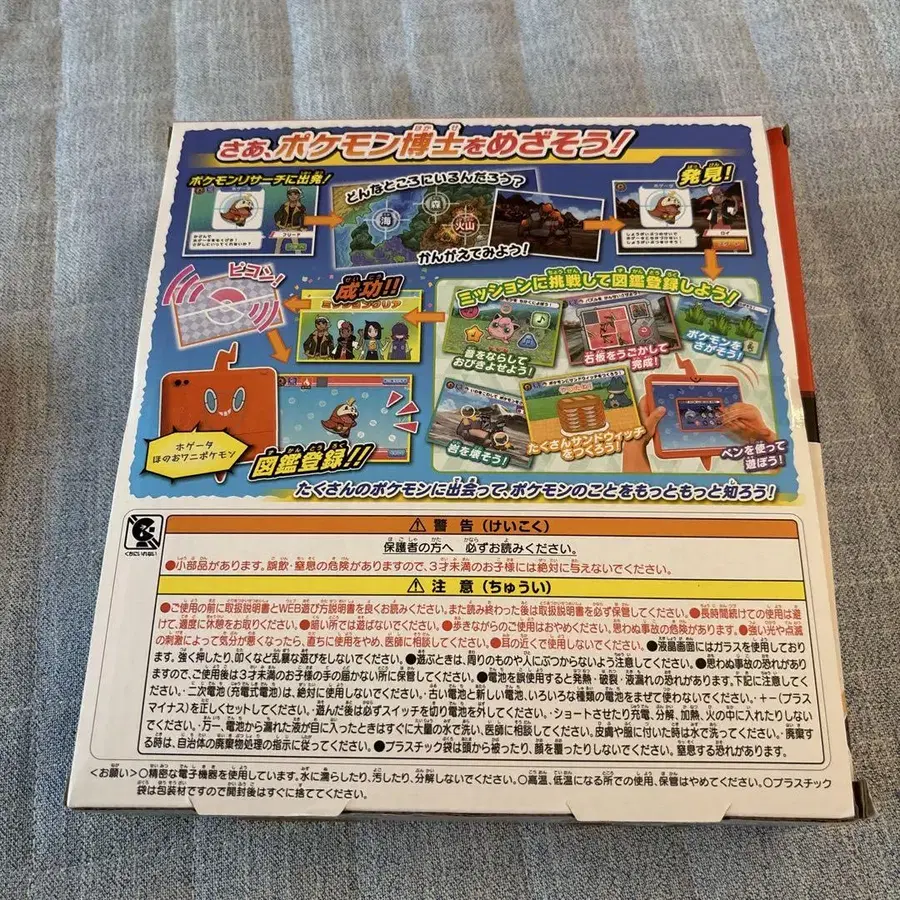 さあ、ポケモン博士をめざそう!
ポケモンリサーチに出発!
どんなところにいるんだろう?
海
森
火山
かんがえてみよう!
発見!
ホゲータ
フリード
ロイ
ピコン!
成功!!
ミッションクリア
ミッションに挑戦して図鑑登録しよう!
音をならして
おびきよせよう!
石板をうごかして
完成!
ポケモンを
さがそう!
岩を壊そう!
たくさんサンドウィッチ
をつくろう!
ペンを使って
遊ぼう!
ホゲータ
ほのおワニポケモン
図鑑登録!!
たくさんのポケモンに出会って、ポケモンのことをもっともっと知ろう!
くちにいれない
警告(けいこく)
保護者の方へ 必ずお読みください。
●小部品があります。誤飲・窒息の危険がありますので、3才未満のお子様には絶対に与えないでください。
注意(ちゅうい)
●ご使用の前に取扱説明書とWEB遊び方説明書を良くお読みください。また読み終わった後は取扱説明書を必ず保管してください。●長時間続けての使用は避
けて、適度に休憩をお取りください。●暗い所では遊ばないでください。●歩きながらのご使用はおやめください。思わぬ事故の危険があります。●強い光や点滅
の刺激によって気分が悪くなったら、直ちに使用をやめ、医師に相談してください。●耳の近くで使用しないでください。●液晶画面にはガラスを使用しており
ます。強く押したり、叩くなど乱暴な遊びをしないでください。●遊ぶときは、周りのものや人にぶつからないよう注意してください。●思わぬ事故の恐れがあり
ますので、ご使用後は3才未満のお子様の手の届かない所に保管してください。●電池を誤使用すると発熱・破裂・液漏れの恐れがあります。下記に注意してくだ
さい。・二次電池(充電式電池)は、絶対に使用しないでください。・古い電池と新しい電池、いろいろな種類の電池をまぜて使わないでください。・+-(プラス
マイナス)を正しくセットしてください。・遊んだ後は必ずスイッチを切り電池を外してください。・ショートさせたり充電、分解、加熱、火の中に入れたりしない
でください。・万一、電池から漏れた液が目に入ったときはすぐに大量の水で洗い、医師に相談してください。皮膚や服に付いた時は水で洗ってください。・廃棄す
る時は、自治体の廃棄物処理の指示に従ってください。●プラスチック袋は頭から被ったり、顔を覆ったりしないでください。窒息する恐れがあります。
<お願い>○精密な電子機器を使用しています。水に濡らしたり、汚したり、分解しないでください。○高温、低温になる所での使用、保管はやめてください。○プラスチック
袋は包装材ですので開封後はすぐに捨ててください。